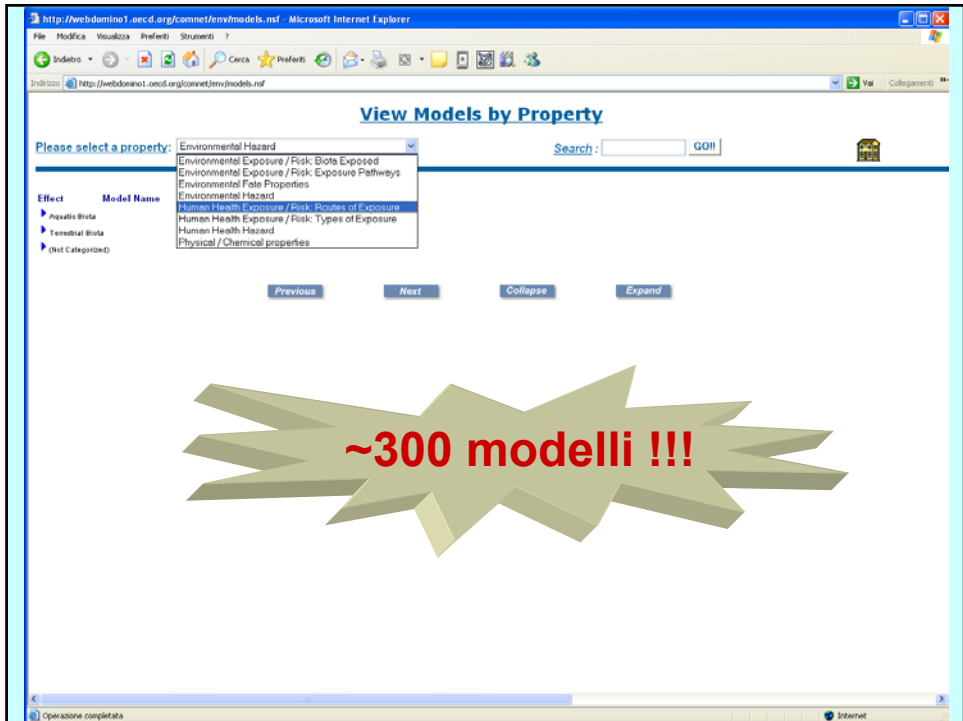 http://webdomino1.oecd.org/comnet/env/models.nsf - Microsoft Internet Explorer
File Modifica Visualizza Preferiti Strumenti ?
Indietro Cerca Preferiti
Indirizzo http://webdomino1.oecd.org/comnet/env/models.nsf Vai Collegamenti »
View Models by Property
Please select a property: Environmental Hazard Search : GO!!
Environmental Exposure / Risk: Biota Exposed
Environmental Exposure / Risk: Exposure Pathways
Environmental Fate Properties
Environmental Hazard
Human Health Exposure / Risk: Routes of Exposure
Human Health Exposure / Risk: Types of Exposure
Human Health Hazard
Physical / Chemical properties
Effect Model Name
Aquatic Biota
Terrestrial Biota
(Not Categorized)
Previous Next Collapse Expand
~300 modelli !!!
Operazione completata Internet